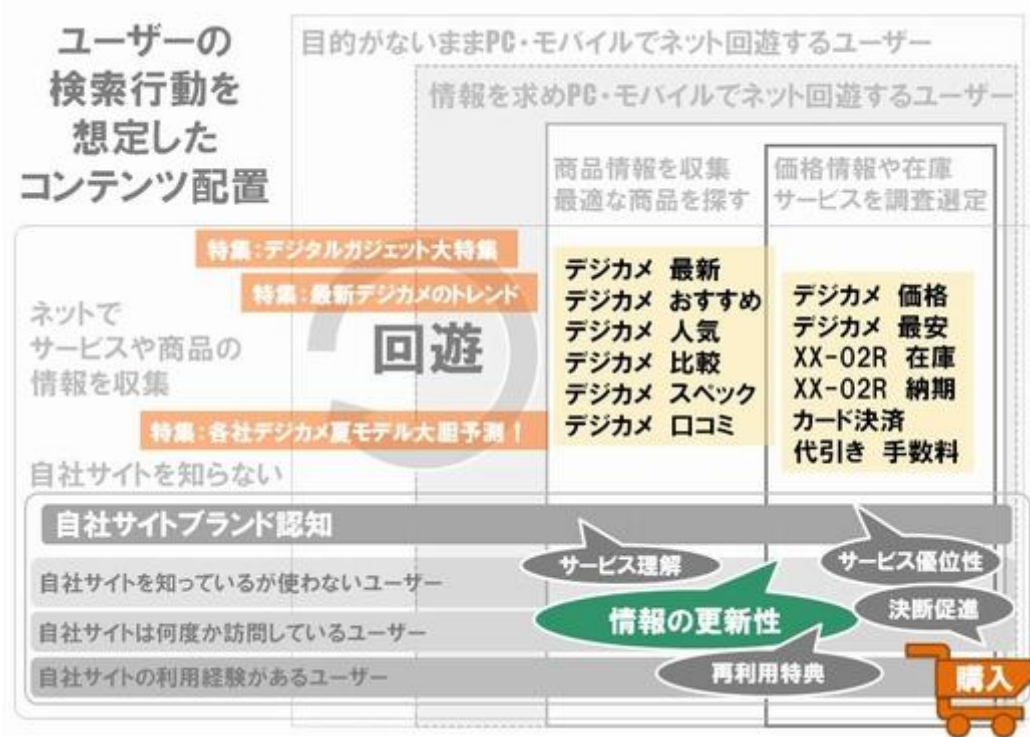 ユーザーの
検索行動を
想定した
コンテンツ配置
目的がないままPC・モバイルでネット回遊するユーザー
情報を求めPC・モバイルでネット回遊するユーザー
商品情報を収集
最適な商品を探す
価格情報や在庫
サービスを調査選定
特集:デジタルガジェット大特集
特集:最新デジカメのトレンド
ネットで
サービスや商品の
情報を収集
回遊
特集:各社デジカメ夏モデル大胆予測!
デジカメ 最新
デジカメ おすすめ
デジカメ 人気
デジカメ 比較
デジカメ スペック
デジカメ 口コミ
デジカメ 価格
デジカメ 最安
XX-02R 在庫
XX-02R 納期
カード決済
代引き 手数料
自社サイトを知らない
自社サイトブランド認知
サービス理解
サービス優位性
自社サイトを知っているが使わないユーザー
情報の更新性
決断促進
自社サイトは何度か訪問しているユーザー
再利用特典
自社サイトの利用経験があるユーザー
購入